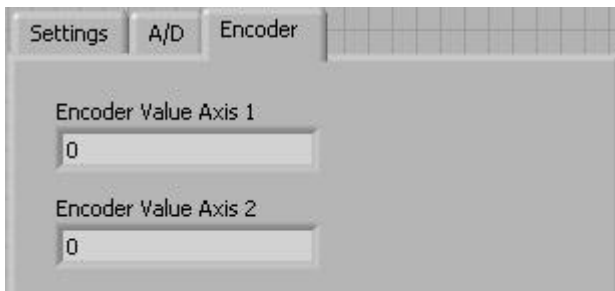 Settings A/D Encoder
Encoder Value Axis 1
0
Encoder Value Axis 2
0